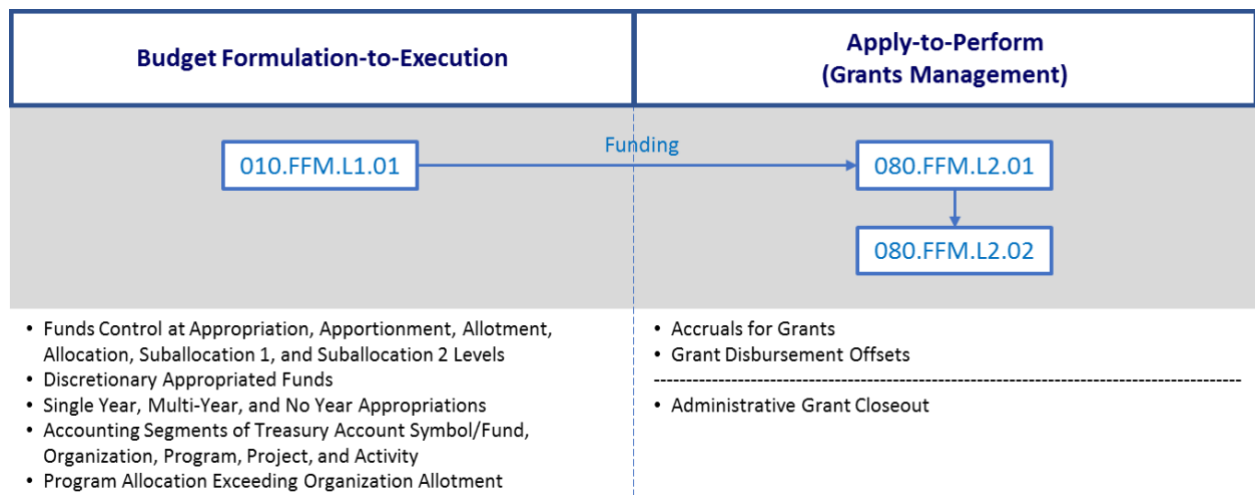 Budget Formulation-to-Execution
Apply-to-Perform
(Grants Management)
010.FFM.L1.01
Funding
080.FFM.L2.01
080.FFM.L2.02
• Funds Control at Appropriation, Apportionment, Allotment,
Allocation, Suballocation 1, and Suballocation 2 Levels
• Discretionary Appropriated Funds
• Single Year, Multi-Year, and No Year Appropriations
• Accounting Segments of Treasury Account Symbol/Fund,
Organization, Program, Project, and Activity
• Program Allocation Exceeding Organization Allotment
• Accruals for Grants
• Grant Disbursement Offsets
• Administrative Grant Closeout